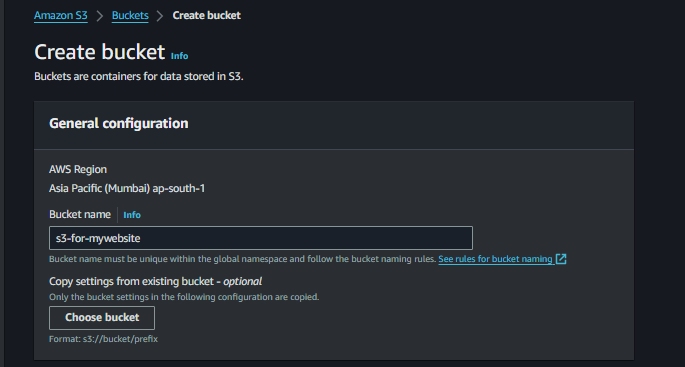 Amazon S3 > Buckets > Create bucket
Create bucket Info
Buckets are containers for data stored in S3.
General configuration
AWS Region
Asia Pacific (Mumbai) ap-south-1
Bucket name Info
s3-for-mywebsite
Bucket name must be unique within the global namespace and follow the bucket naming rules. See rules for bucket naming
Copy settings from existing bucket - optional
Only the bucket settings in the following configuration are copied.
Choose bucket
Format: s3://bucket/prefix